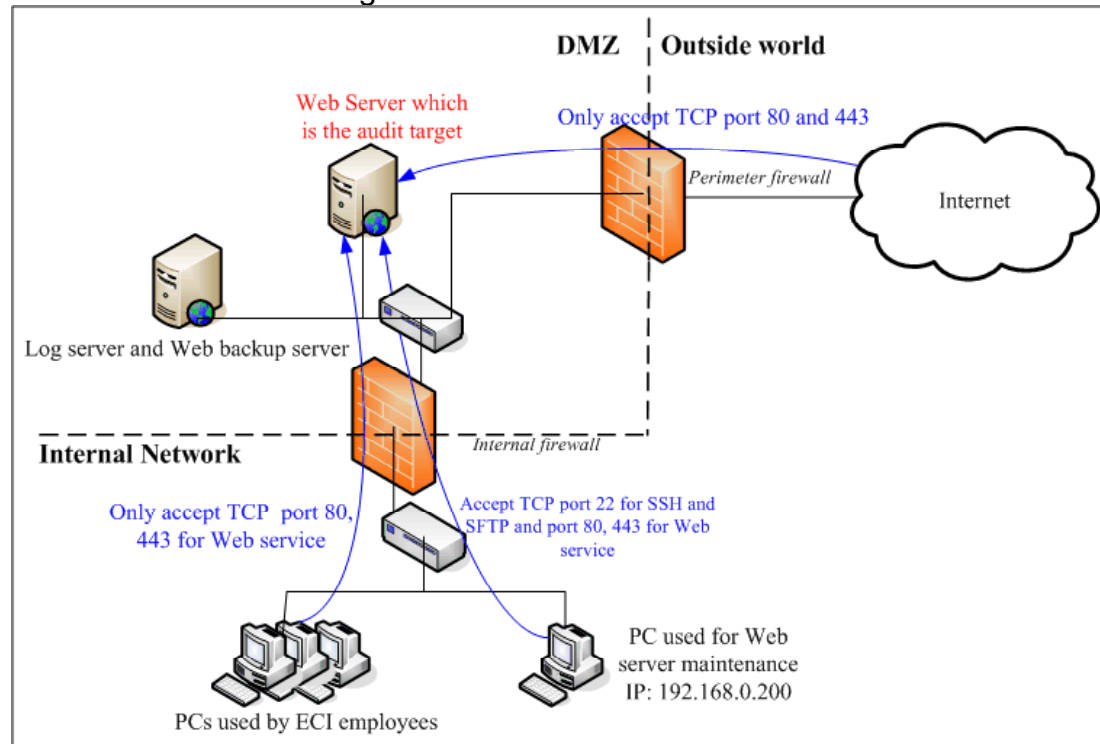 DMZ
Outside world
Web Server which
is the audit target
Only accept TCP port 80 and 443
Perimeter firewall
Internet
Log server and Web backup server
Internal firewall
Internal Network
Only accept TCP port 80,
443 for Web service
Accept TCP port 22 for SSH and
SFTP and port 80, 443 for Web
service
PC used for Web
server maintenance
IP: 192.168.0.200
PCs used by ECI employees